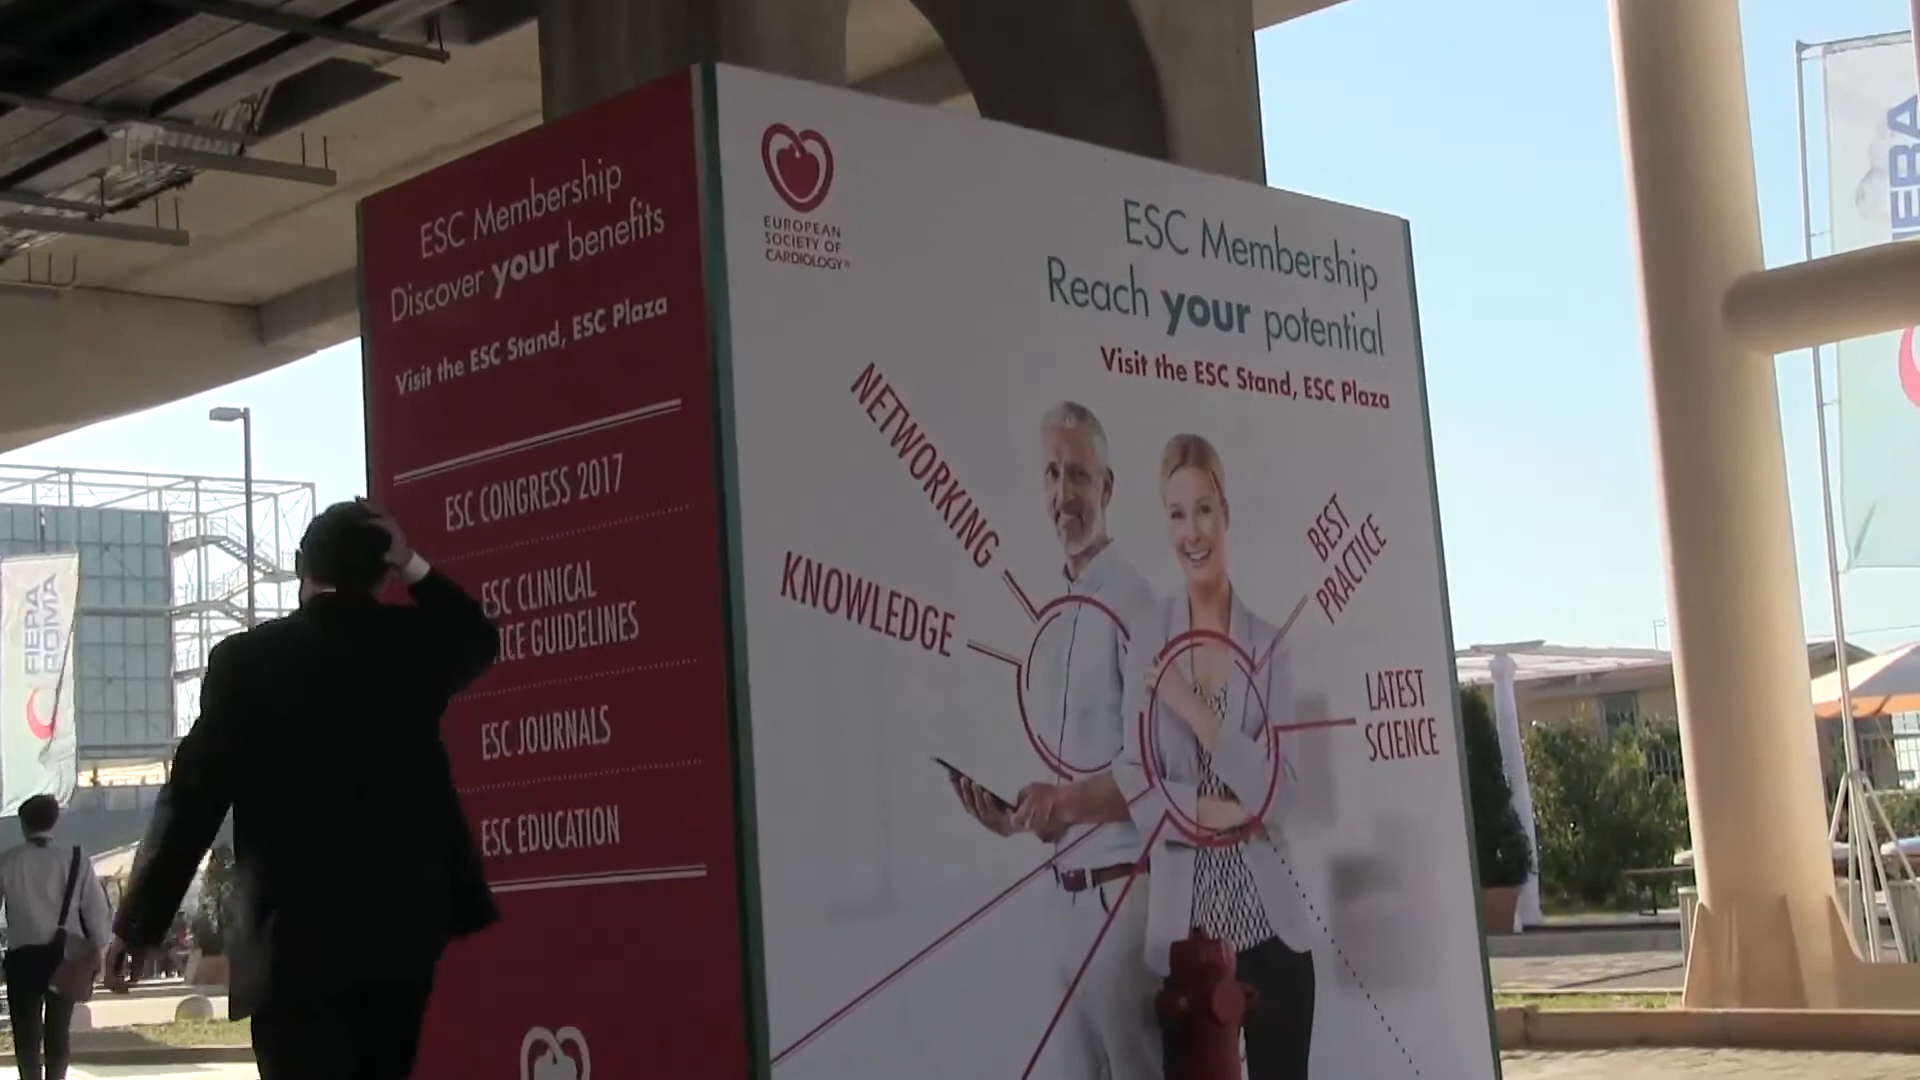 ESC Membership
Discover your benefits
Visit the ESC Stand, ESC Plaza
ESC CONGRESS 2017
ESC CLINICAL
GUIDELINES
ESC JOURNALS
ESC EDUCATION
EUROPEAN
SOCIETY OF
CARDIOLOGY®
ESC Membership
Reach your potential
Visit the ESC Stand, ESC Plaza
NETWORKING
KNOWLEDGE
BEST
PRACTICE
LATEST
SCIENCE
FIERA
ROMA